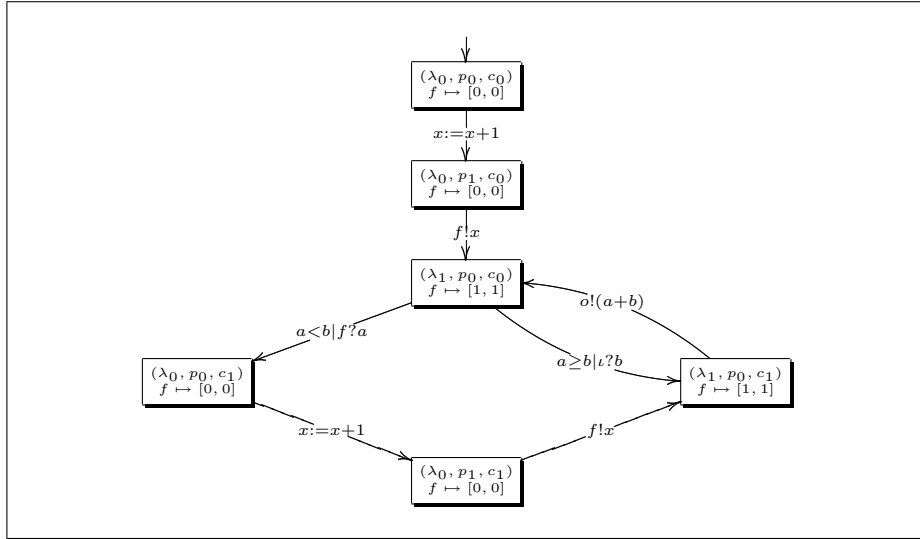 (λ₀, p₀, c₀)
f ↦ [0, 0]
x:=x+1
(λ₀, p₁, c₀)
f ↦ [0, 0]
f!x
(λ₁, p₀, c₀)
f ↦ [1, 1]
o!(a+b)
a<b|f?a
a≥b|ι?b
(λ₀, p₀, c₁)
f ↦ [0, 0]
(λ₁, p₀, c₁)
f ↦ [1, 1]
x:=x+1
f!x
(λ₀, p₁, c₁)
f ↦ [0, 0]